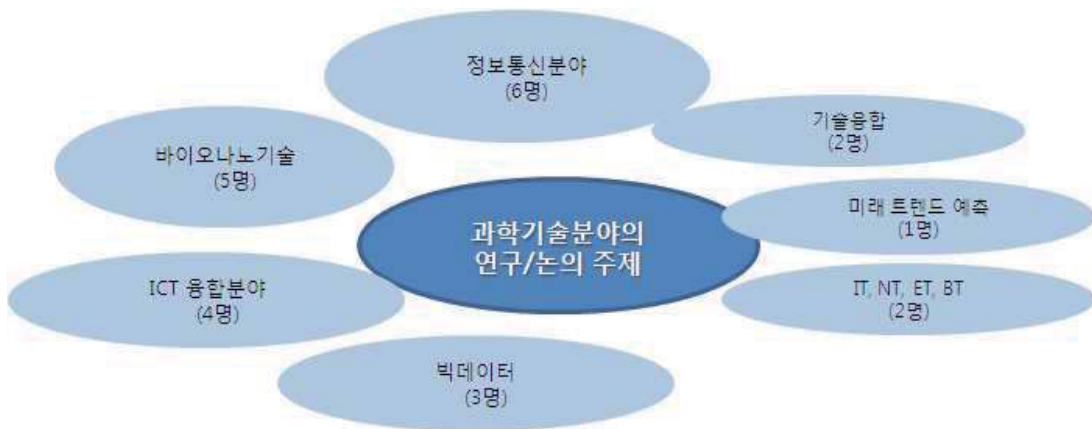 정보통신분야
(6명)
기술융합
(2명)
바이오나노기술
(5명)
미래 트렌드 예측
(1명)
과학기술분야의
연구/논의 주제
ICT 융합분야
(4명)
IT, NT, ET, BT
(2명)
빅데이터
(3명)